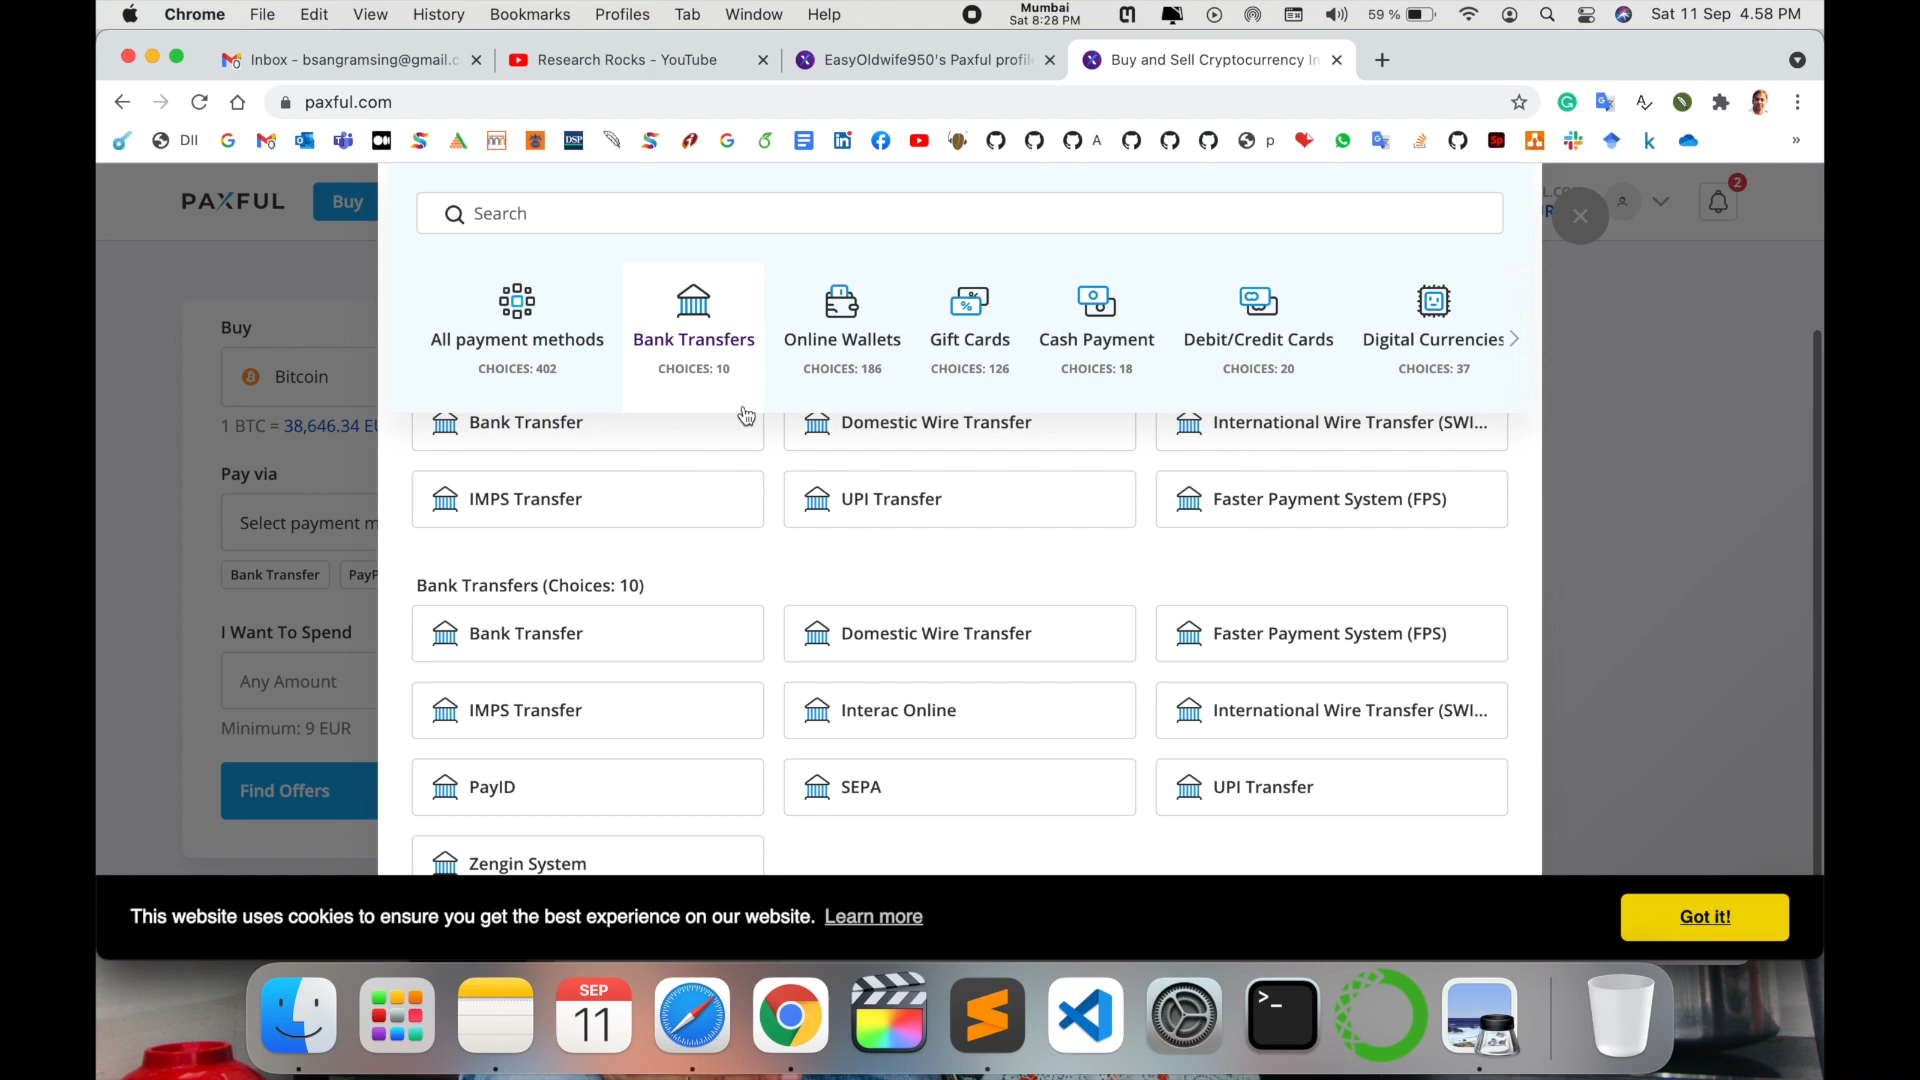 Chrome File Edit View History Bookmarks Profiles Tab Window Help Mumbai Sat 8:28 PM 59 % Sat 11 Sep 4.58 PM
Inbox - bsangramsing@gmail.c Research Rocks - YouTube EasyOldwife950's Paxful profil Buy and Sell Cryptocurrency In
paxful.com
DII G DSP G A p Sp k »
PAXFUL Buy Search 2
All payment methods Bank Transfers Online Wallets Gift Cards Cash Payment Debit/Credit Cards Digital Currencies
CHOICES: 402 CHOICES: 10 CHOICES: 186 CHOICES: 126 CHOICES: 18 CHOICES: 20 CHOICES: 37
Buy
Bitcoin
1 BTC = 38,646.34 EU
Pay via
Select payment m
Bank Transfer PayP
I Want To Spend
Any Amount
Minimum: 9 EUR
Find Offers
Bank Transfer Domestic Wire Transfer International Wire Transfer (SWI...
IMPS Transfer UPI Transfer Faster Payment System (FPS)
Bank Transfers (Choices: 10)
Bank Transfer Domestic Wire Transfer Faster Payment System (FPS)
IMPS Transfer Interac Online International Wire Transfer (SWI...
PayID SEPA UPI Transfer
Zengin System
This website uses cookies to ensure you get the best experience on our website. Learn more Got it!
SEP
11